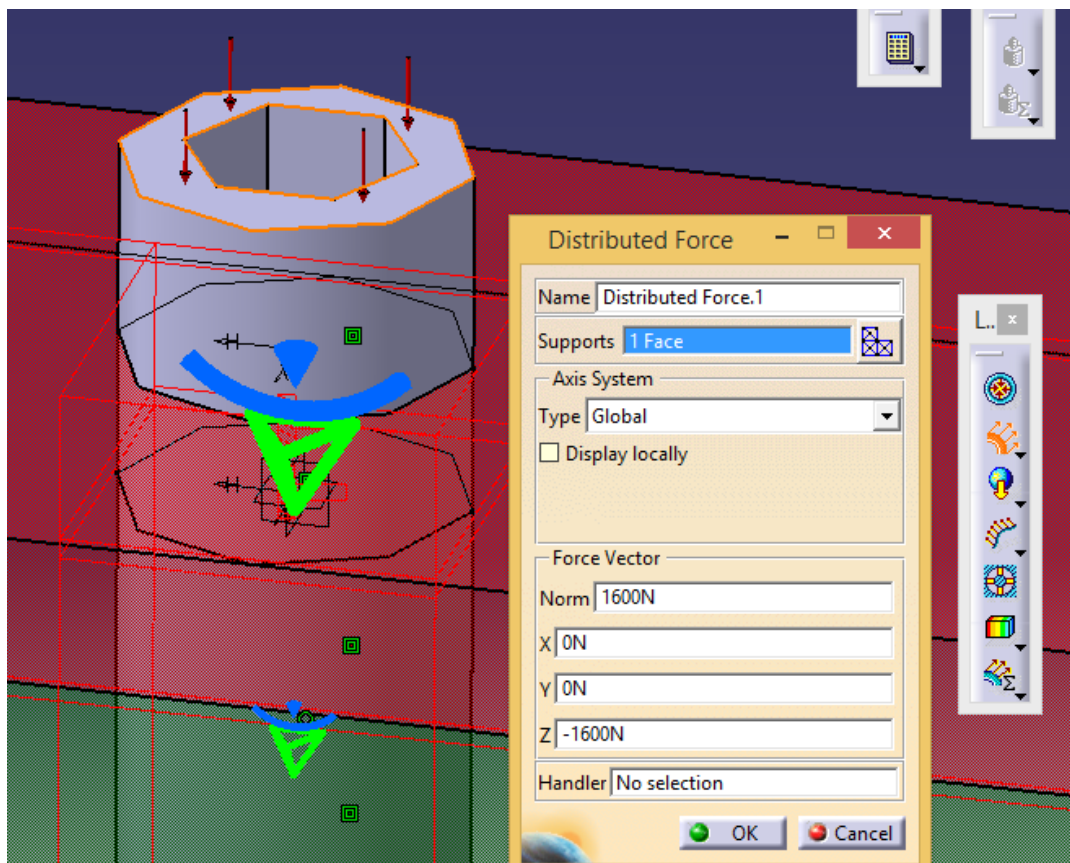 Distributed Force
Name Distributed Force.1
Supports 1 Face
Axis System
Type Global
Display locally
Force Vector
Norm 1600N
X 0N
Y 0N
Z -1600N
Handler No selection
OK Cancel
L.. x
H
H